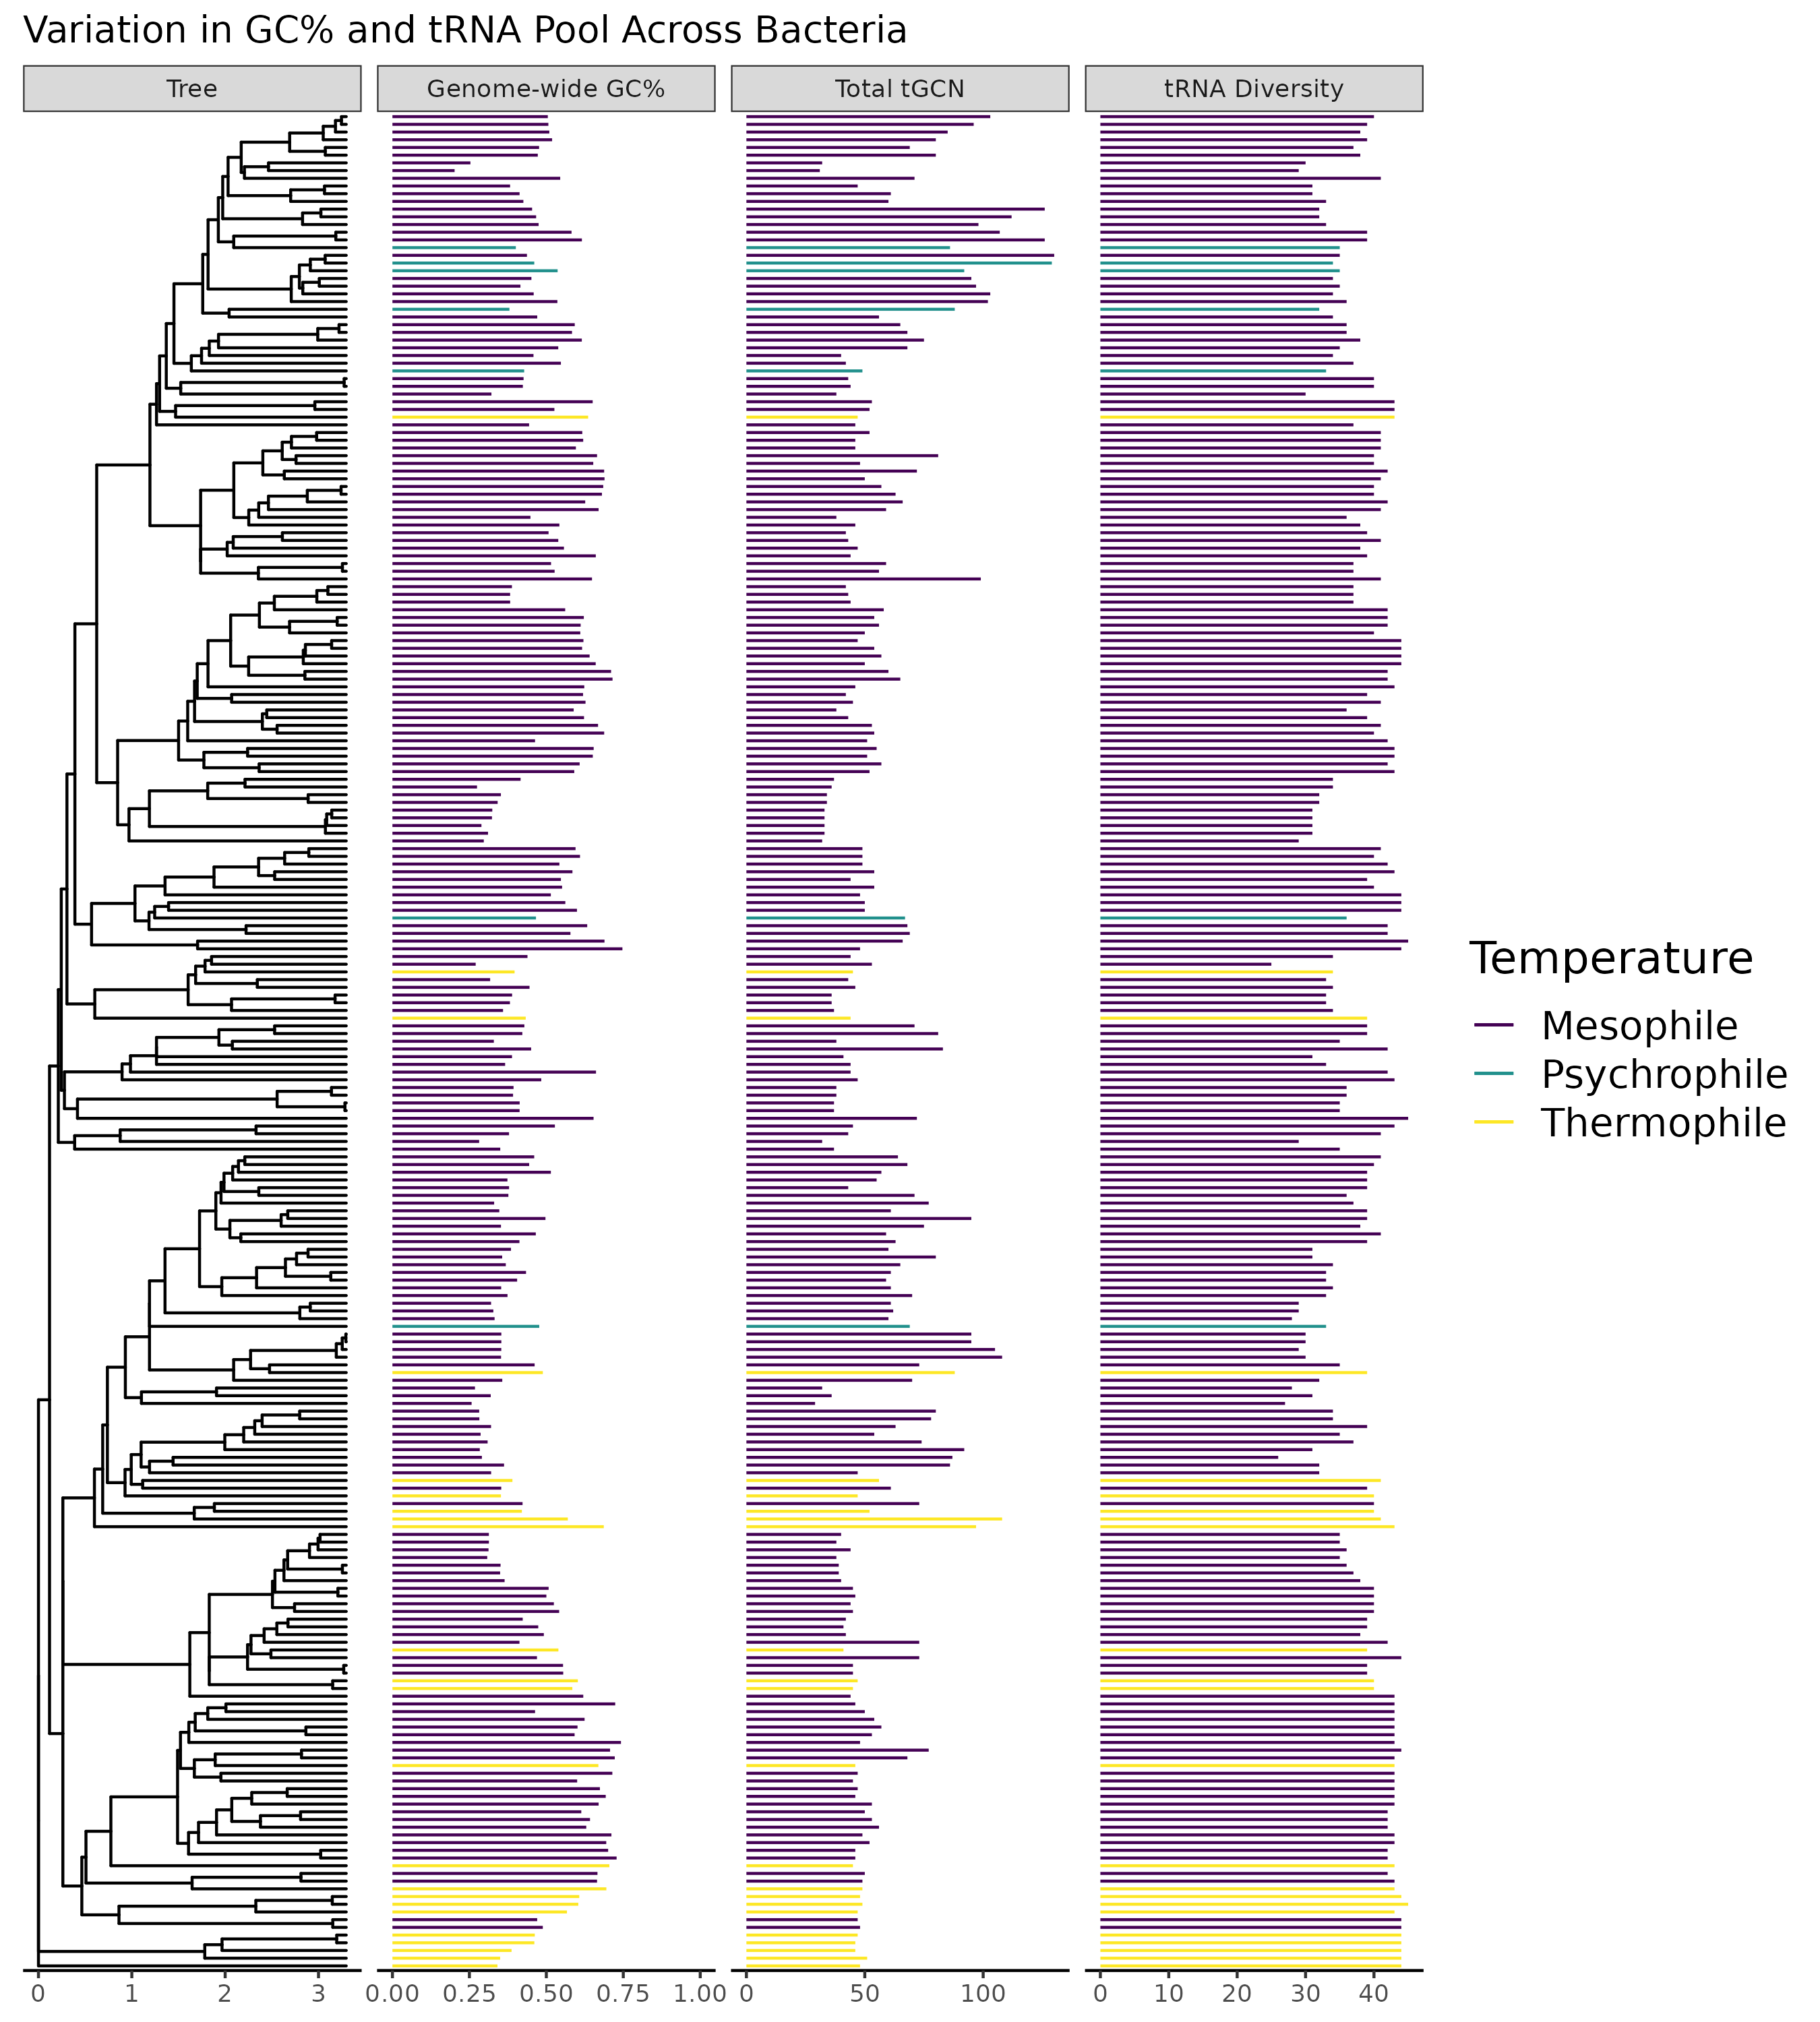 Variation in GC% and tRNA Pool Across Bacteria
Tree Genome-wide GC% Total tGCN tRNA Diversity
Temperature
Mesophile
Psychrophile
Thermophile
0 1 2 3 0.00 0.25 0.50 0.75 1.00 0 50 100 0 10 20 30 40